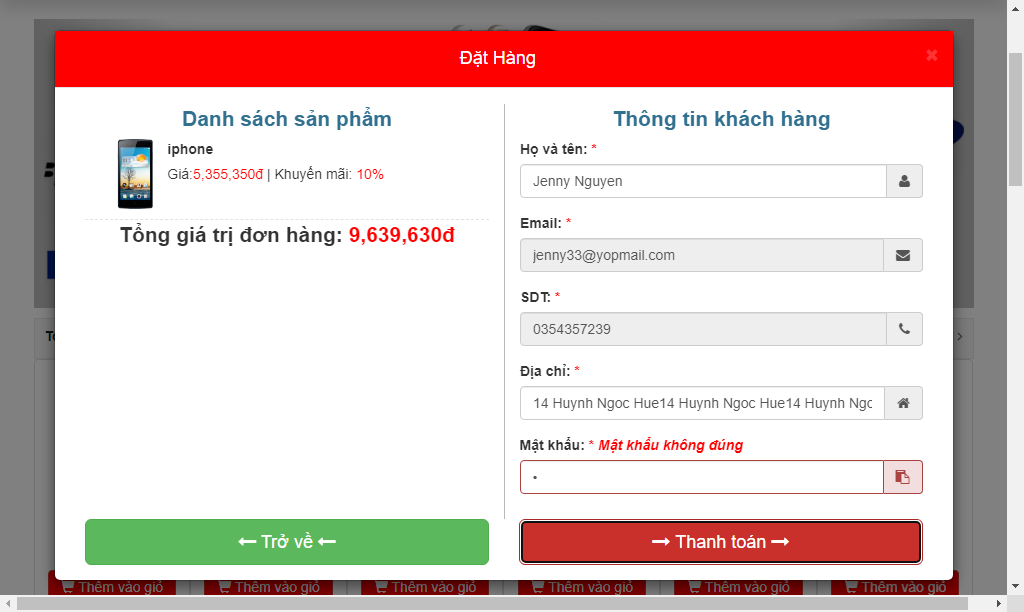 Đặt Hàng
Danh sách sản phẩm
iphone
Giá:5,355,350đ | Khuyến mãi: 10%
Tổng giá trị đơn hàng: 9,639,630đ
Trở về
Thông tin khách hàng
Họ và tên: *
Jenny Nguyen
Email: *
jenny33@yopmail.com
SDT: *
0354357239
Địa chỉ: *
14 Huynh Ngoc Hue14 Huynh Ngoc Hue14 Huynh Ngc
Mật khẩu: * Mật khẩu không đúng
Thanh toán
Thêm vào giỏ Thêm vào giỏ Thêm vào giỏ Thêm vào giỏ Thêm vào giỏ Thêm vào giỏ